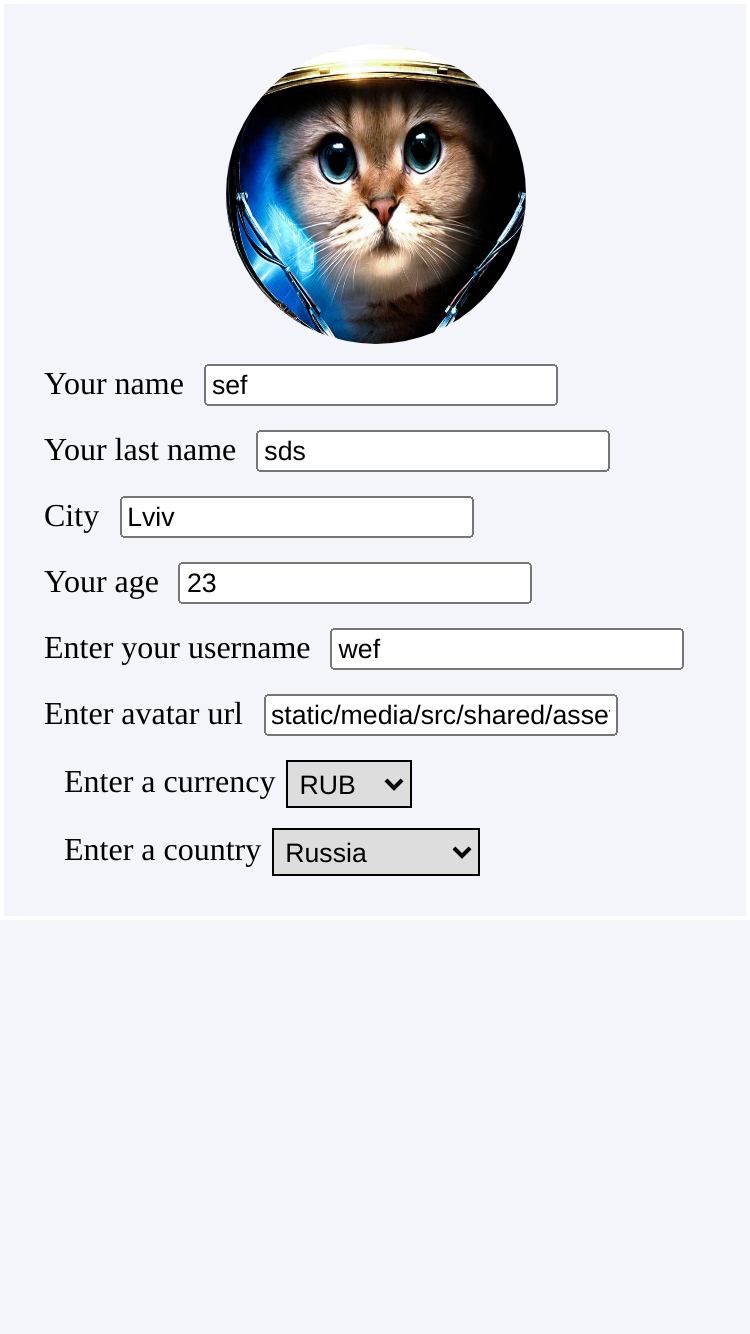 Your name sef
Your last name sds
City Lviv
Your age 23
Enter your username wef
Enter avatar url static/media/src/shared/asse
Enter a currency RUB
Enter a country Russia